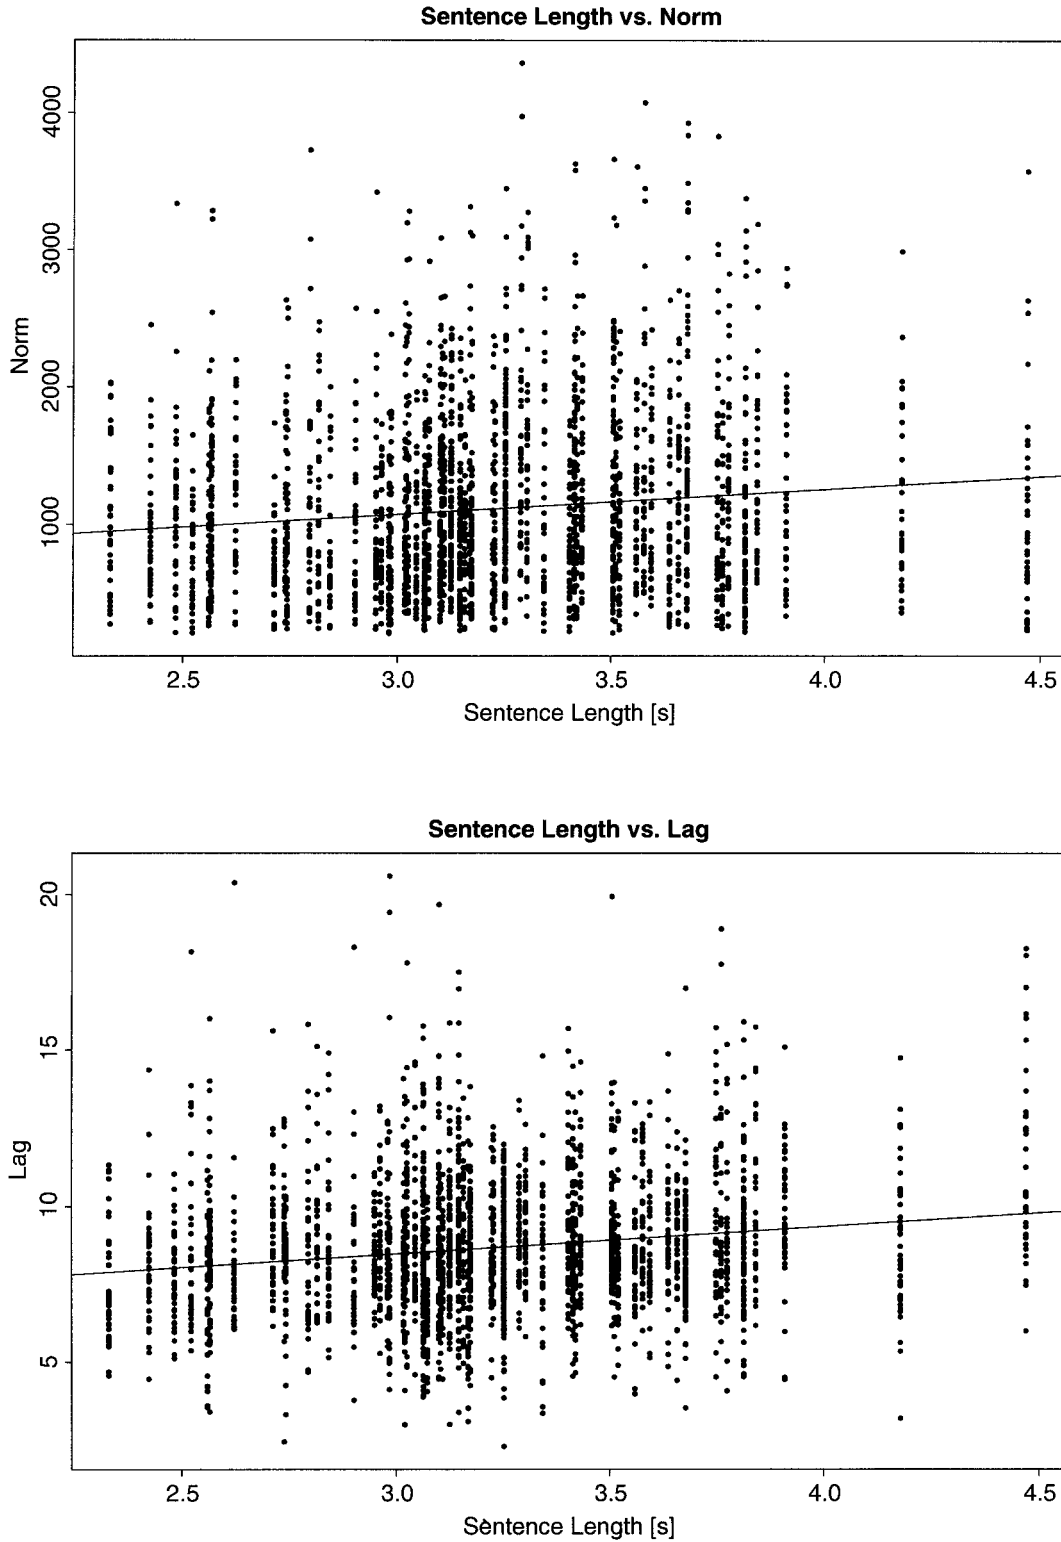 Sentence Length vs. Norm
4000
3000
2000
1000
Norm
2.5 3.0 3.5 4.0 4.5
Sentence Length [s]
Sentence Length vs. Lag
20
15
10
5
Lag
2.5 3.0 3.5 4.0 4.5
Sentence Length [s]